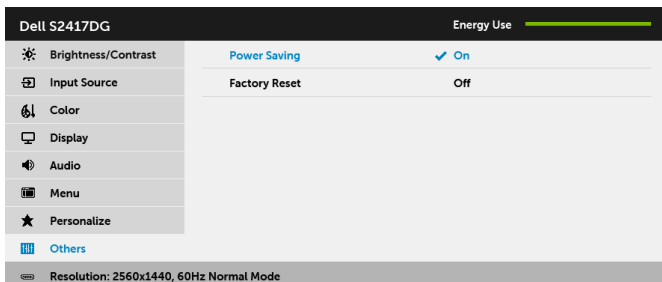 Dell S2417DG Energy Use
Brightness/Contrast Power Saving On
Input Source Factory Reset Off
Color
Display
Audio
Menu
Personalize
Others
Resolution: 2560x1440, 60Hz Normal Mode